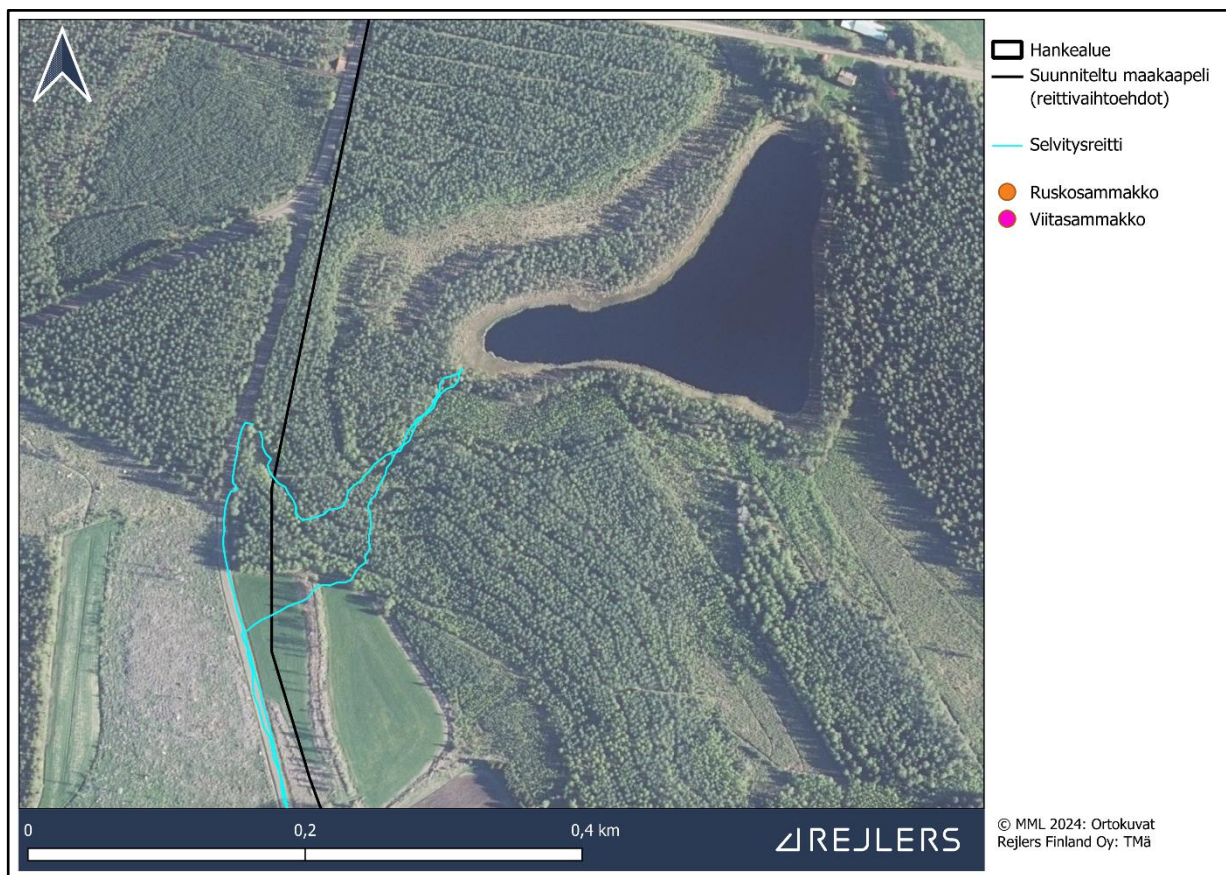 Hankealue
Suunniteltu maakaapeli
(reittivaihtoehdot)
Selvitysreitti
Ruskosammakko
Viitasammakko
0
0,2
0,4 km
REJLERS
© MML 2024: Ortokuvat
Rejlers Finland Oy: TMä